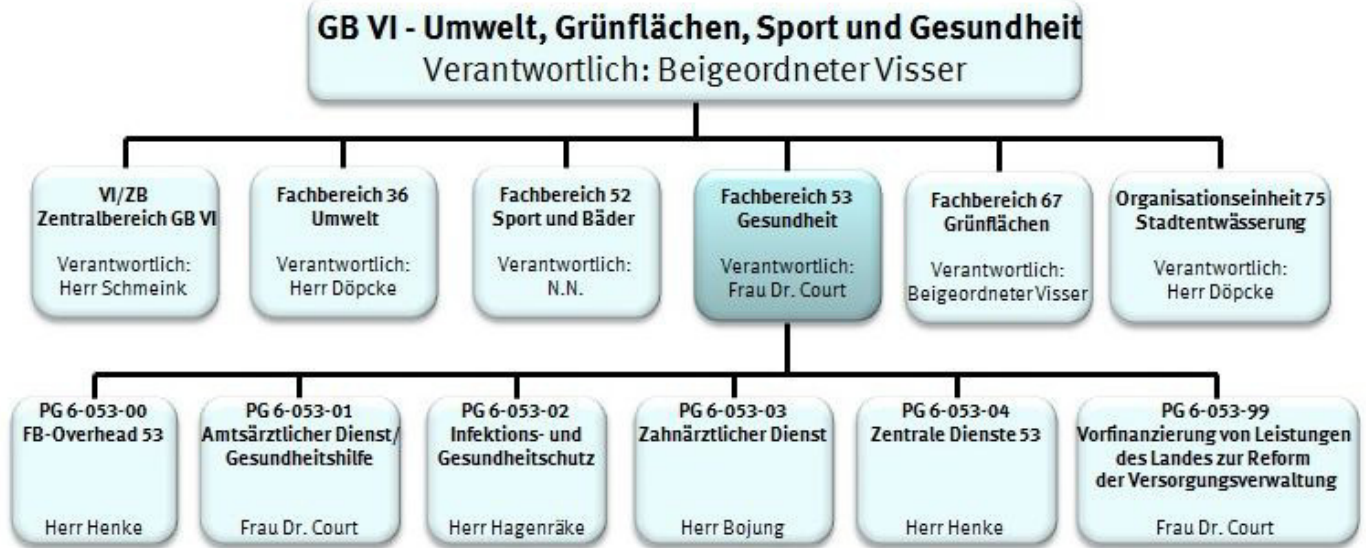 GB VI - Umwelt, Grünflächen, Sport und Gesundheit
Verantwortlich: Beigeordneter Visser
VI/ZB
Zentralbereich GB VI
Verantwortlich:
Herr Schmeink
Fachbereich 36
Umwelt
Verantwortlich:
Herr Döpcke
Fachbereich 52
Sport und Bäder
Verantwortlich:
N.N.
Fachbereich 53
Gesundheit
Verantwortlich:
Frau Dr. Court
Fachbereich 67
Grünflächen
Verantwortlich:
Beigeordneter Visser
Organisationseinheit 75
Stadtentwässerung
Verantwortlich:
Herr Döpcke
PG 6-053-00
FB-Overhead 53
Herr Henke
PG 6-053-01
Amtsärztlicher Dienst/
Gesundheitshilfe
Frau Dr. Court
PG 6-053-02
Infektions- und
Gesundheitschutz
Herr Hagenräke
PG 6-053-03
Zahnärztlicher Dienst
Herr Bojung
PG 6-053-04
Zentrale Dienste 53
Herr Henke
PG 6-053-99
Vorfinanzierung von Leistungen
des Landes zur Reform
der Versorgungsverwaltung
Frau Dr. Court